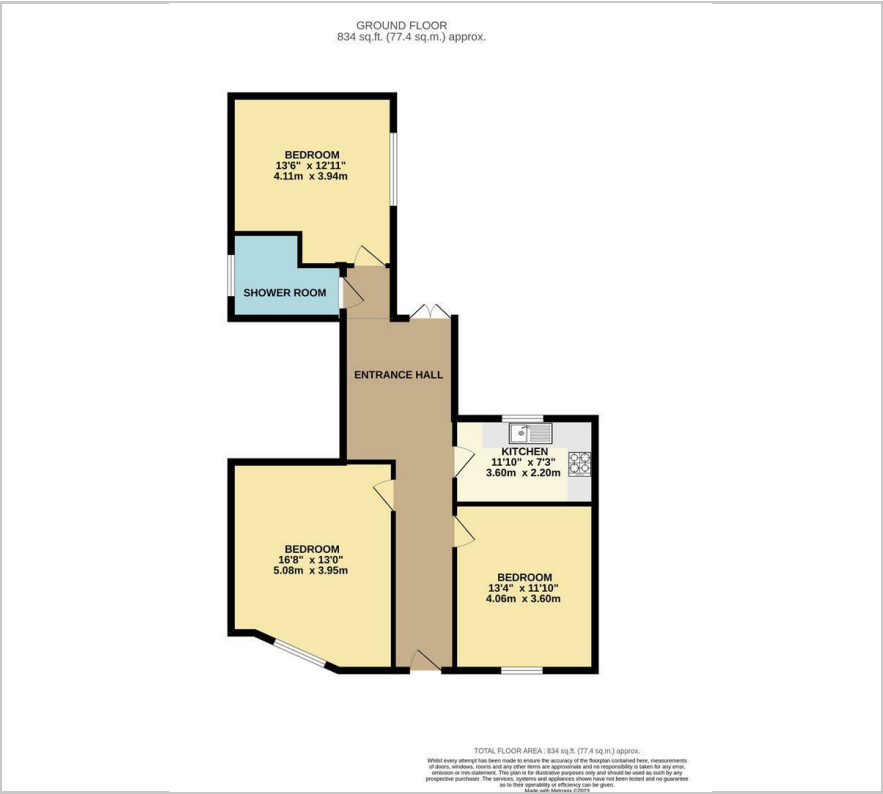 GROUND FLOOR
834 sq.ft. (77.4 sq.m.) approx.
BEDROOM
13'6" x 12'11"
4.11m x 3.94m
SHOWER ROOM
ENTRANCE HALL
KITCHEN
11'10" x 7'3"
3.60m x 2.20m
BEDROOM
16'8" x 13'0"
5.08m x 3.95m
BEDROOM
13'4" x 11'10"
4.06m x 3.60m
TOTAL FLOOR AREA : 834 sq.ft. (77.4 sq.m.) approx.
Whilst every attempt has been made to ensure the accuracy of the floorplan contained here, measurements
of doors, windows, rooms and any other items are approximate and no responsibility is taken for any error,
omission or mis-statement. This plan is for illustrative purposes only and should be used as such by any
prospective purchaser. The services, systems and appliances shown have not been tested and no guarantee
as to their operability or efficiency can be given.
Made with Metropix ©2023